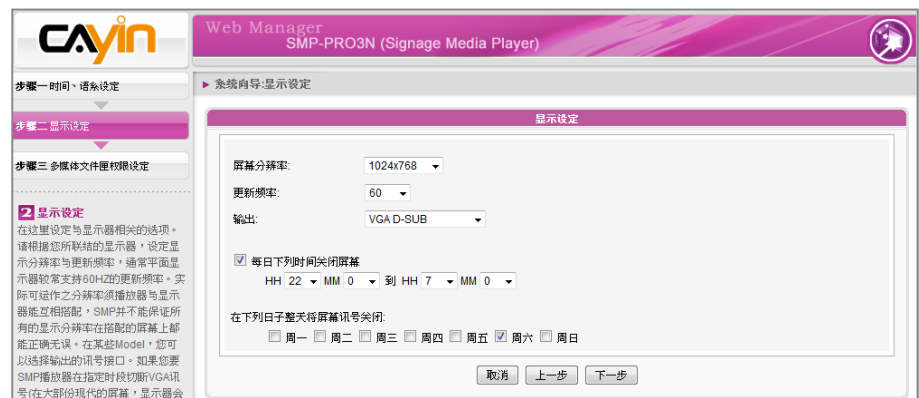 CAYIN
Web Manager
SMP-PRO3N (Signage Media Player)
步骤一 时间、语系设定
步骤二 显示设定
步骤三 多媒体文件匣权限设定
2 显示设定
在这里设定与显示器相关的选项。
请根据您所联结的显示器,设定显
示分辨率与更新频率,通常平面显
示器较常支持60HZ的更新频率。实
际可运作之分辨率须播放器与显示
器能互相搭配,SMP并不能保证所
有的显示分辨率在搭配的屏幕上都
能正确无误。在某些Model,您可
以选择输出的讯号接口。如果您要
SMP播放器在指定时段切断VGA讯
号(在大部份现代的屏幕,显示器会
系统向导:显示设定
显示设定
屏幕分辨率: 1024x768
更新频率: 60
输出: VGA D-SUB
每日下列时间关闭屏幕
HH 22 MM 0 到 HH 7 MM 0
在下列日子整天将屏幕讯号关闭:
周一 周二 周三 周四 周五 周六 周日
取消 上一步 下一步